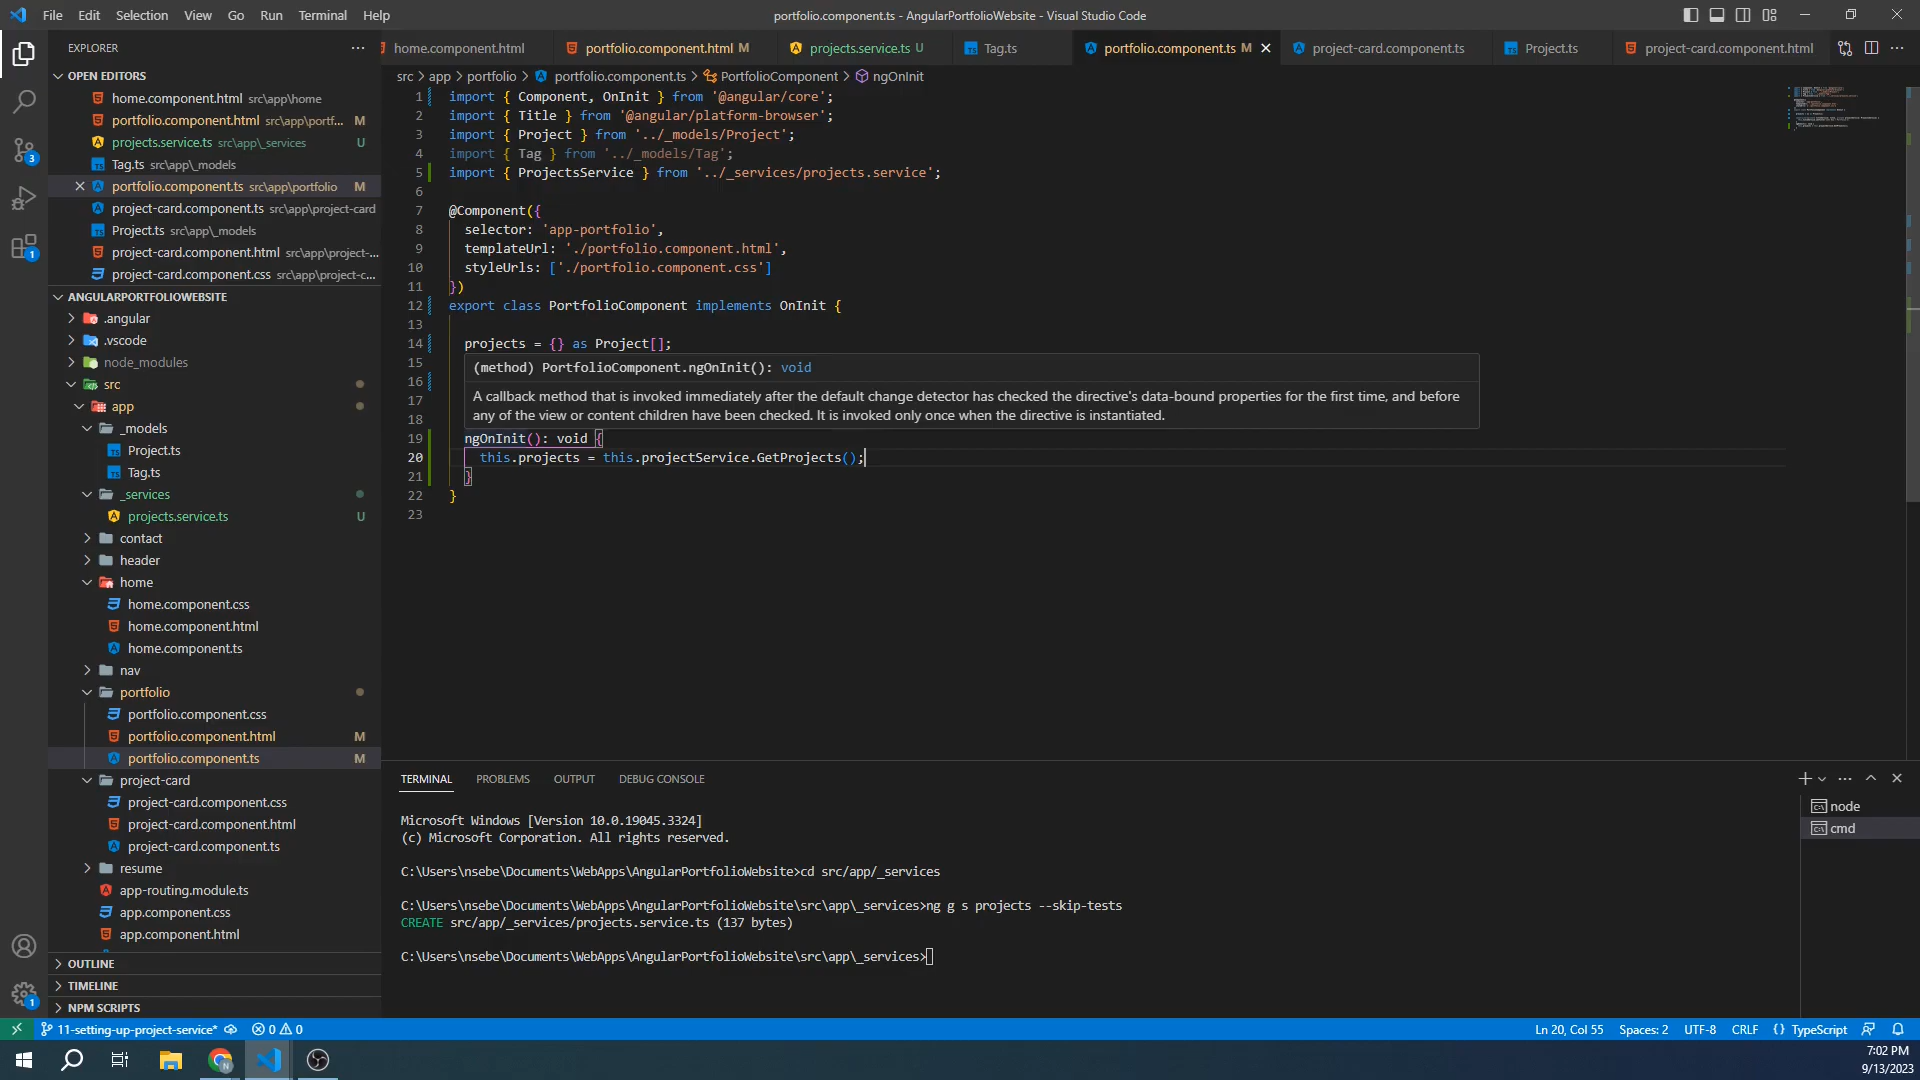 File Edit Selection View Go Run Terminal Help
portfolio.component.ts - AngularPortfolioWebsite - Visual Studio Code
EXPLORER
OPEN EDITORS
home.component.html src\app\home
portfolio.component.html src\app\portf... M
projects.service.ts src\app\_services U
Tag.ts src\app\_models
portfolio.component.ts src\app\portfolio M
project-card.component.ts src\app\project-card
Project.ts src\app\_models
project-card.component.html src\app\project-...
project-card.component.css src\app\project-c...
ANGULARPORTFOLIOWEBSITE
.angular
.vscode
node_modules
src
app
_models
Project.ts
Tag.ts
_services
projects.service.ts U
contact
header
home
home.component.css
home.component.html
home.component.ts
nav
portfolio
portfolio.component.css
portfolio.component.html M
portfolio.component.ts M
project-card
project-card.component.css
project-card.component.html
project-card.component.ts
resume
app-routing.module.ts
app.component.css
app.component.html
OUTLINE
TIMELINE
NPM SCRIPTS
3
1
1
home.component.html portfolio.component.html M projects.service.ts U Tag.ts portfolio.component.ts M project-card.component.ts Project.ts project-card.component.html
src > app > portfolio > portfolio.component.ts > PortfolioComponent > ngOnInit
1 import { Component, OnInit } from '@angular/core';
2 import { Title } from '@angular/platform-browser';
3 import { Project } from '../_models/Project';
4 import { Tag } from '../_models/Tag';
5 import { ProjectsService } from '../_services/projects.service';
6
7 @Component({
8 selector: 'app-portfolio',
9 templateUrl: './portfolio.component.html',
10 styleUrls: ['./portfolio.component.css']
11 })
12 export class PortfolioComponent implements OnInit {
13
14 projects = {} as Project[];
15
(method) PortfolioComponent.ngOnInit(): void
16
A callback method that is invoked immediately after the default change detector has checked the directive's data-bound properties for the first time, and before
17
any of the view or content children have been checked. It is invoked only once when the directive is instantiated.
18
19 ngOnInit(): void {
20 this.projects = this.projectService.GetProjects();
21 }
22 }
23
TERMINAL PROBLEMS OUTPUT DEBUG CONSOLE
node
cmd
Microsoft Windows [Version 10.0.19045.3324]
(c) Microsoft Corporation. All rights reserved.
C:\Users\nsebe\Documents\WebApps\AngularPortfolioWebsite>cd src/app/_services
C:\Users\nsebe\Documents\WebApps\AngularPortfolioWebsite\src\app\_services>ng g s projects --skip-tests
CREATE src/app/_services/projects.service.ts (137 bytes)
C:\Users\nsebe\Documents\WebApps\AngularPortfolioWebsite\src\app\_services>
11-setting-up-project-service* 0 0
Ln 20, Col 55 Spaces: 2 UTF-8 CRLF {} TypeScript
7:02 PM
9/13/2023